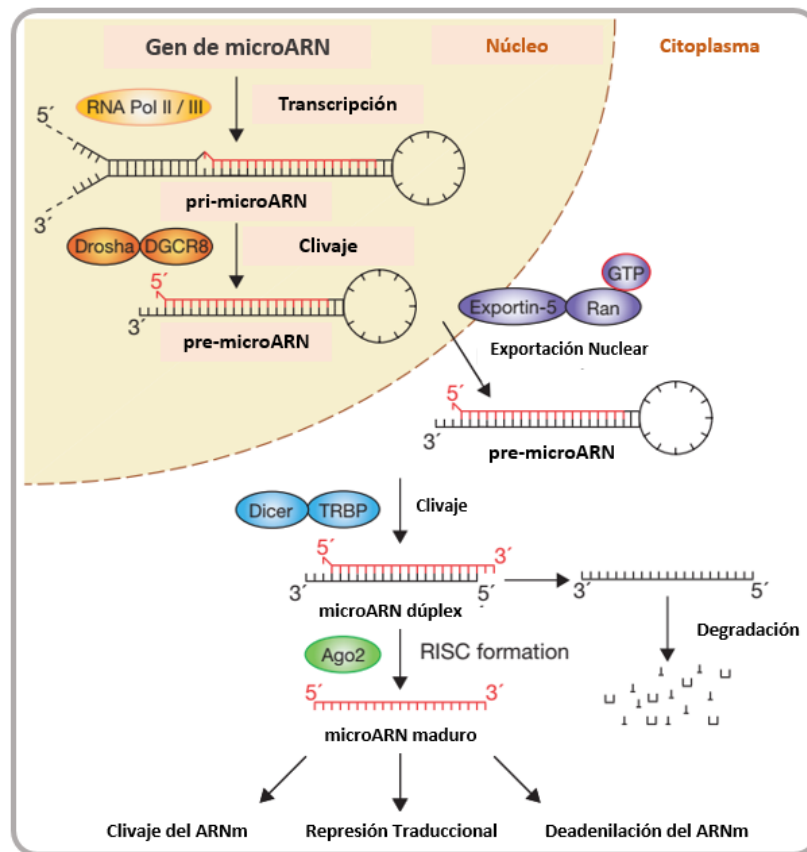 Gen de microARN
Núcleo
Citoplasma
RNA Pol II / III
Transcripción
5´
3´
pri-microARN
Drosha
DGCR8
Clivaje
5´
3´
pre-microARN
GTP
Exportin-5
Ran
Exportación Nuclear
5´
3´
pre-microARN
Dicer
TRBP
Clivaje
5´
3´
3´
5´
microARN dúplex
3´
5´
Degradación
Ago2
RISC formation
5´
3´
microARN maduro
Clivaje del ARNm
Represión Traduccional
Deadenilación del ARNm